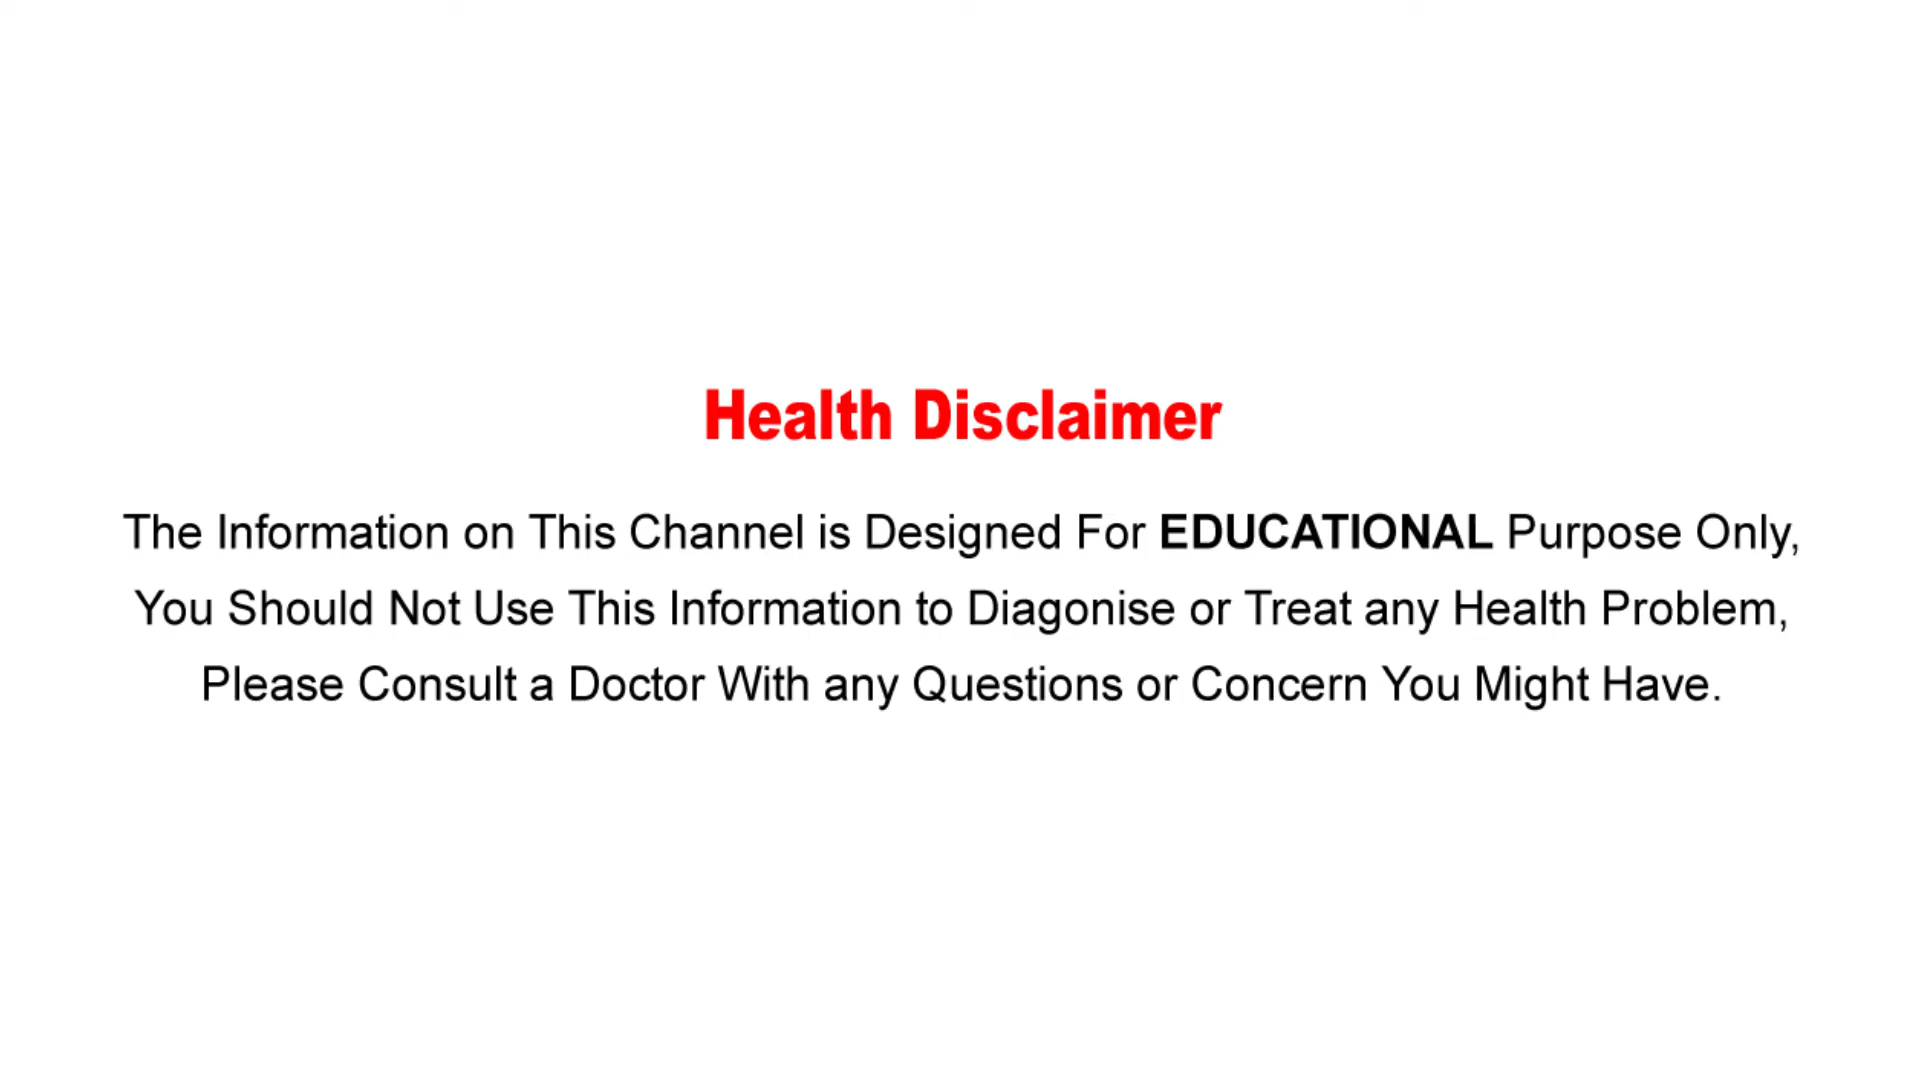 Health Disclaimer
The Information on This Channel is Designed For EDUCATIONAL Purpose Only,
You Should Not Use This Information to Diagonise or Treat any Health Problem,
Please Consult a Doctor With any Questions or Concern You Might Have.